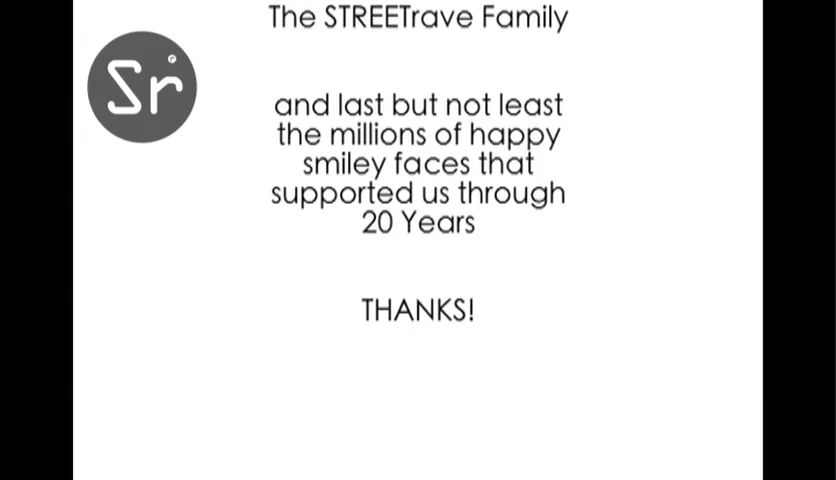 The STREETrave Family
Sr
and last but not least
the millions of happy
smiley faces that
supported us through
20 Years
THANKS!